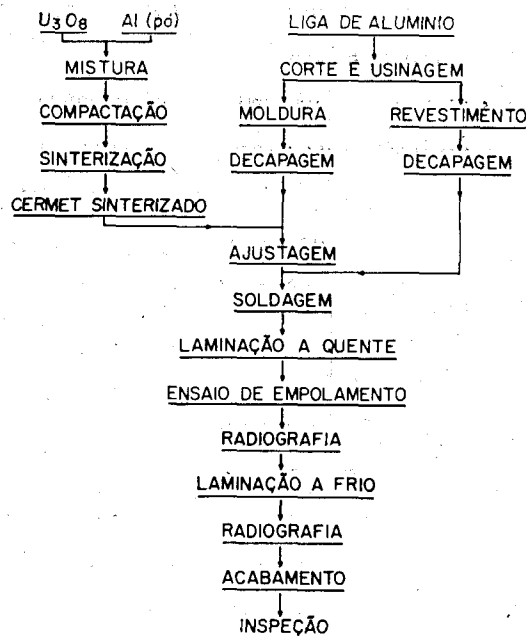 U3O8 Al (pó) LIGA DE ALUMINIO
MISTURA CORTE E USINAGEM
COMPACTAÇÃO MOLDURA REVESTIMENTO
SINTERIZAÇÃO DECAPAGEM DECAPAGEM
CERMET SINTERIZADO
AJUSTAGEM
SOLDAGEM
LAMINAÇÃO A QUENTE
ENSAIO DE EMPOLAMENTO
RADIOGRAFIA
LAMINAÇÃO A FRIO
RADIOGRAFIA
ACABAMENTO
INSPEÇÃO